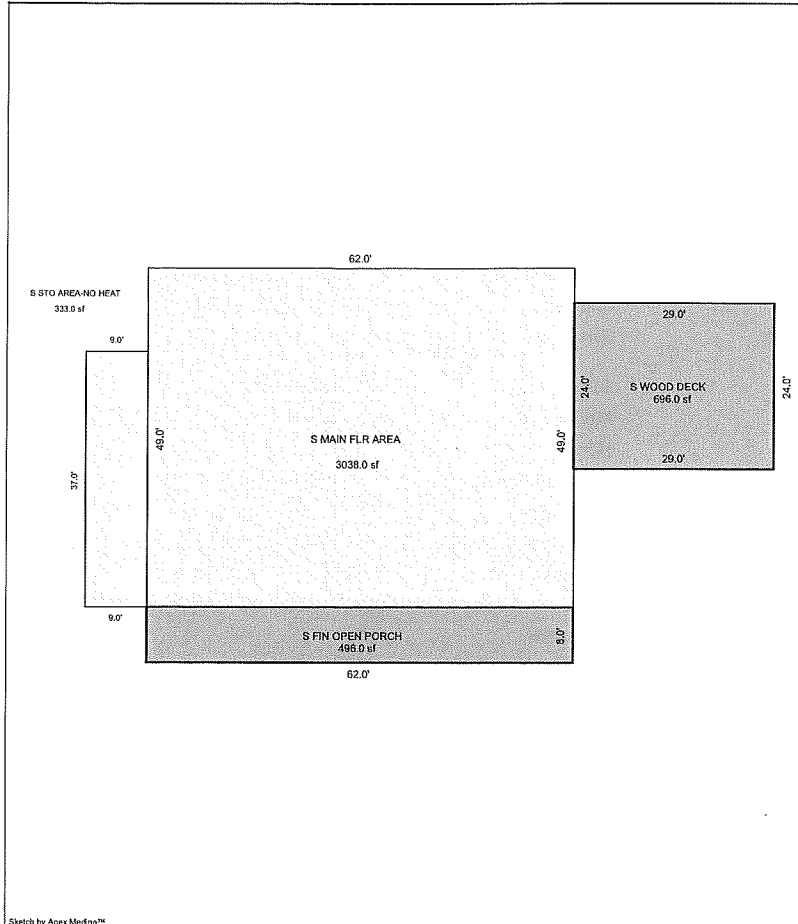 62.0'
S STO AREA-NO HEAT
333.0 sf
29.0'
9.0'
S WOOD DECK
696.0 sf
24.0'
24.0'
S MAIN FLR AREA
3038.0 sf
49.0'
49.0'
37.0'
29.0'
9.0'
S FIN OPEN PORCH
496.0 sf
8.0'
62.0'
Sketch by Apex Medina™